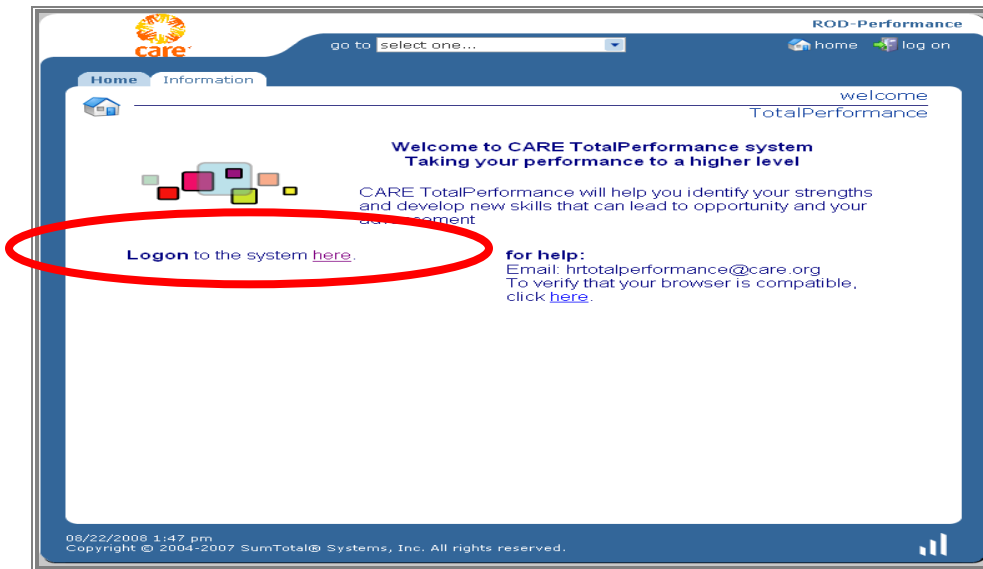 ROD-Performance
care
go to select one...
home log on
Home Information
welcome
TotalPerformance
Welcome to CARE TotalPerformance system
Taking your performance to a higher level
CARE TotalPerformance will help you identify your strengths
and develop new skills that can lead to opportunity and your
advancement
Logon to the system here.
for help:
Email: hrtotalperformance@care.org
To verify that your browser is compatible,
click here.
08/22/2008 1:47 pm
Copyright © 2004-2007 SumTotal® Systems, Inc. All rights reserved.